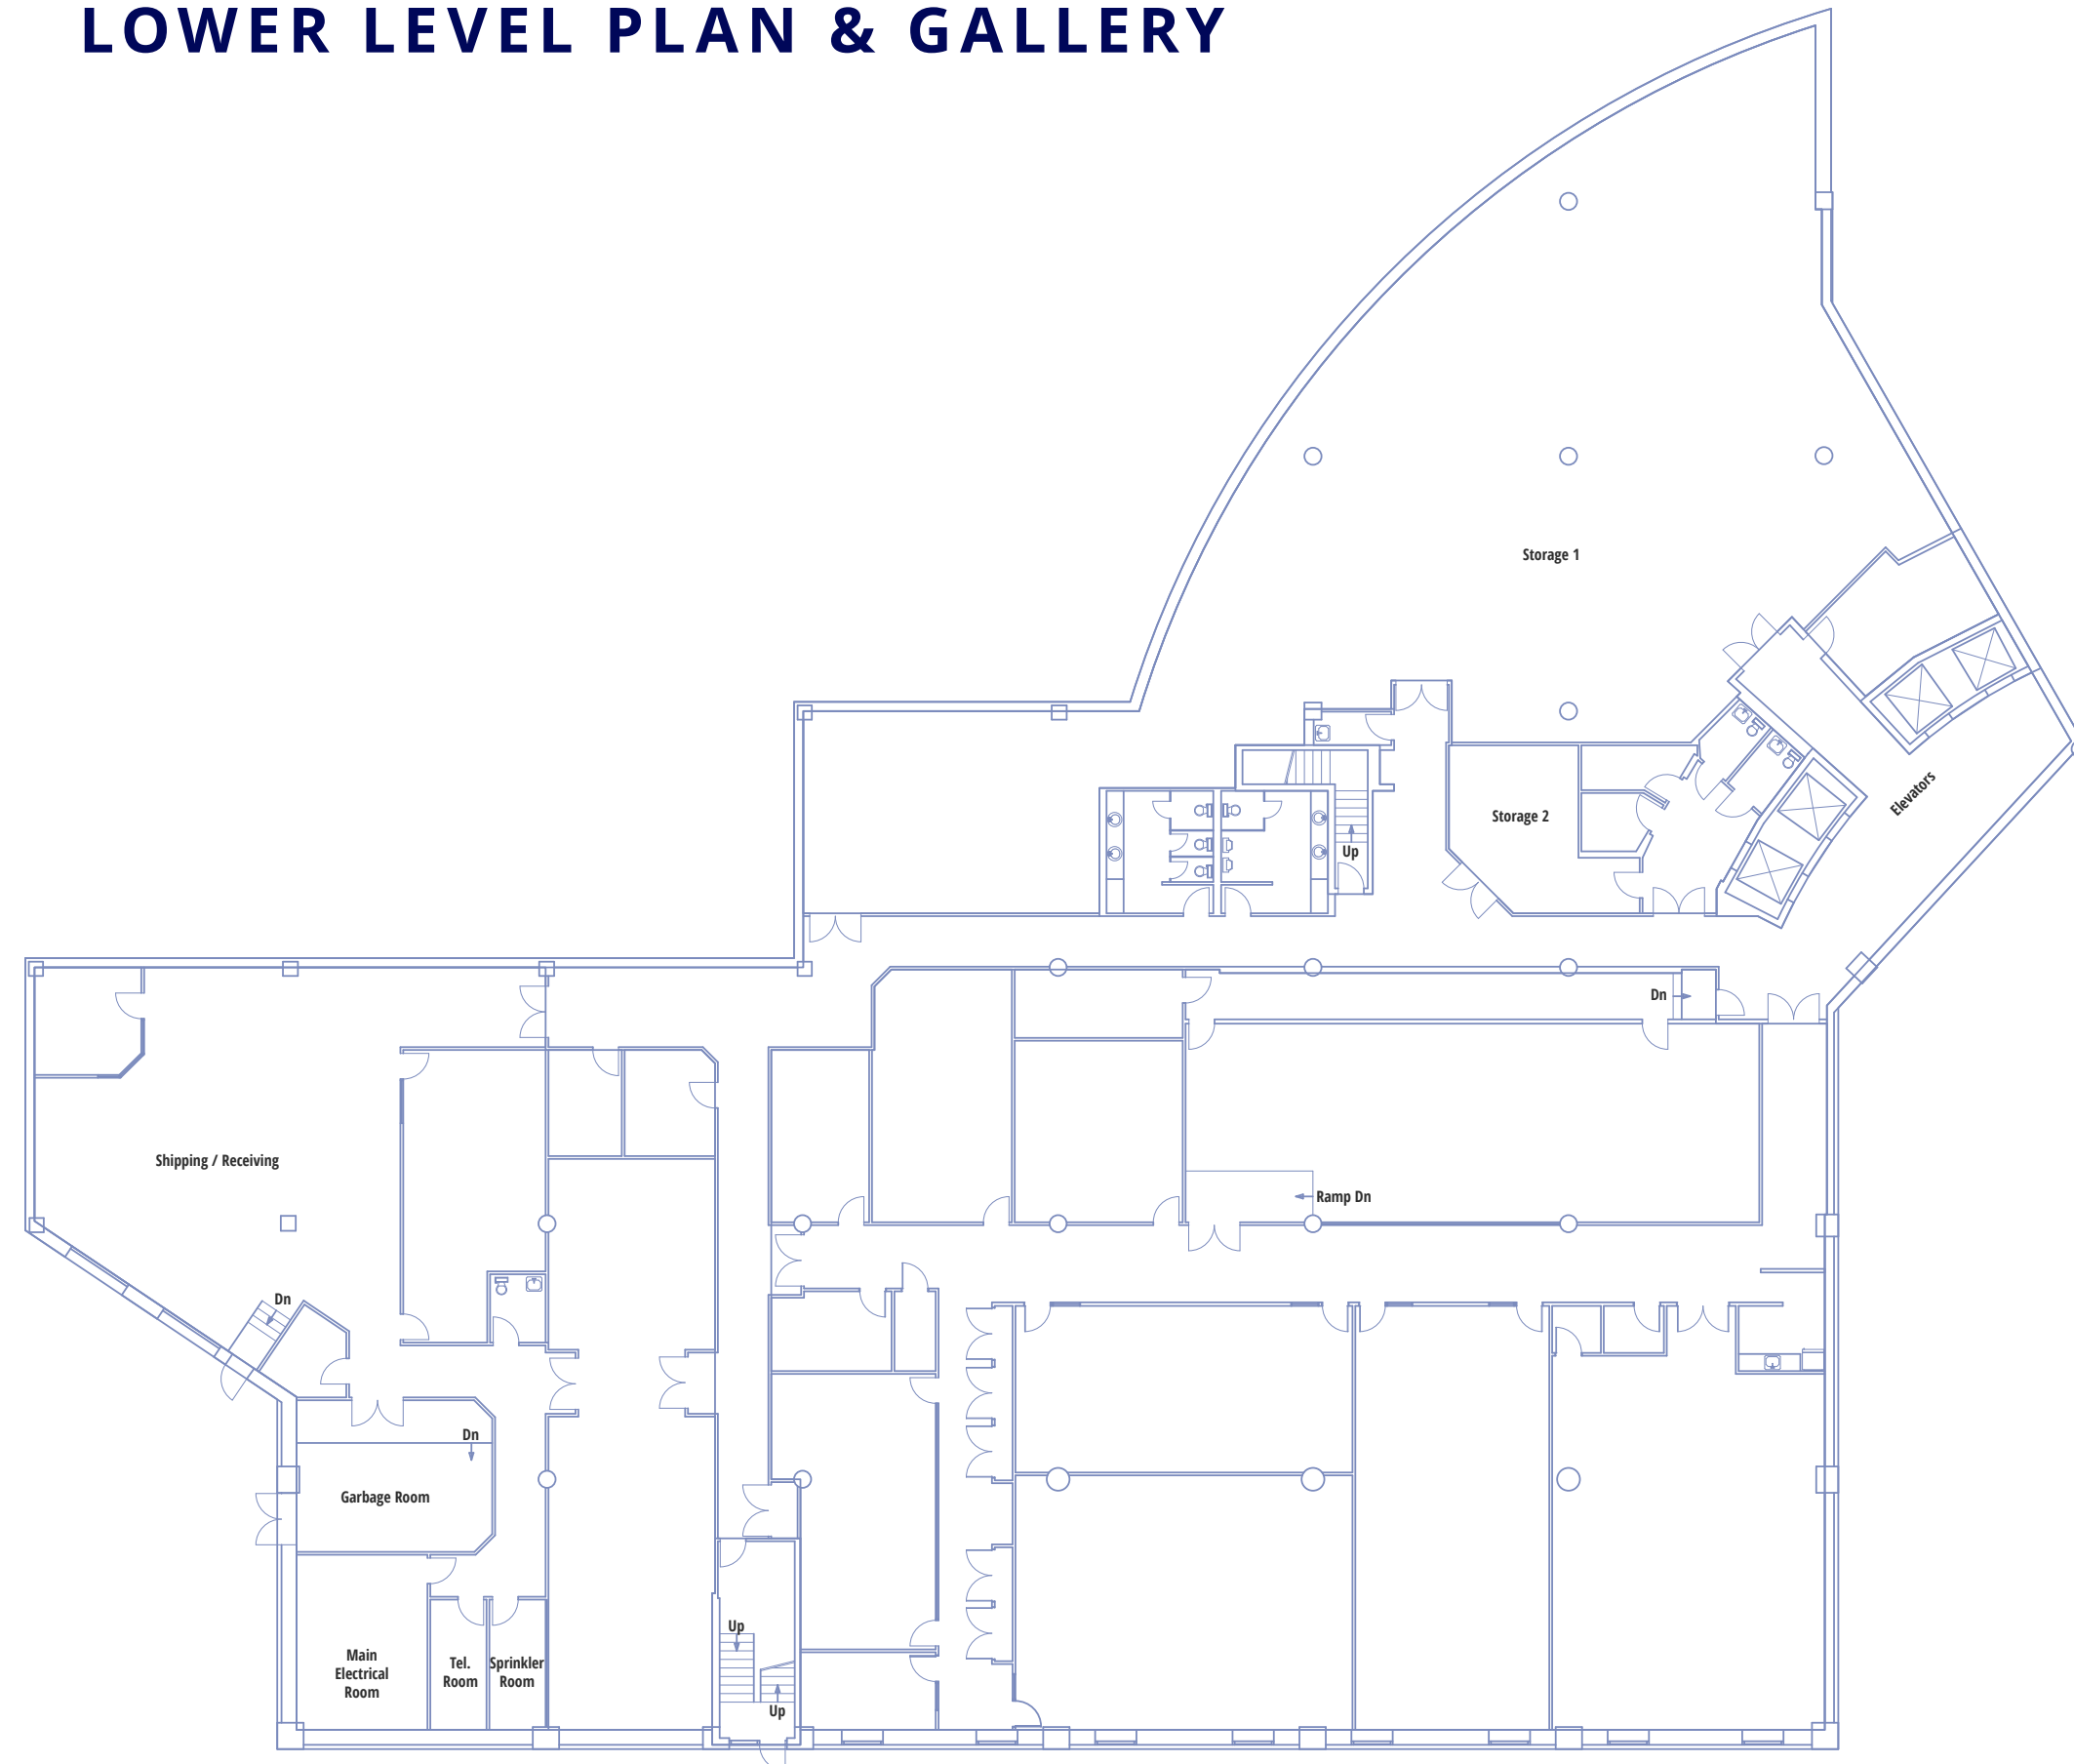 LOWER LEVEL PLAN & GALLERY
Storage 1
Elevators
Storage 2
Up
Dn
Shipping / Receiving
Ramp Dn
Dn
Dn
Garbage Room
Up
Main
Electrical
Room
Tel.
Room
Sprinkler
Room
Up